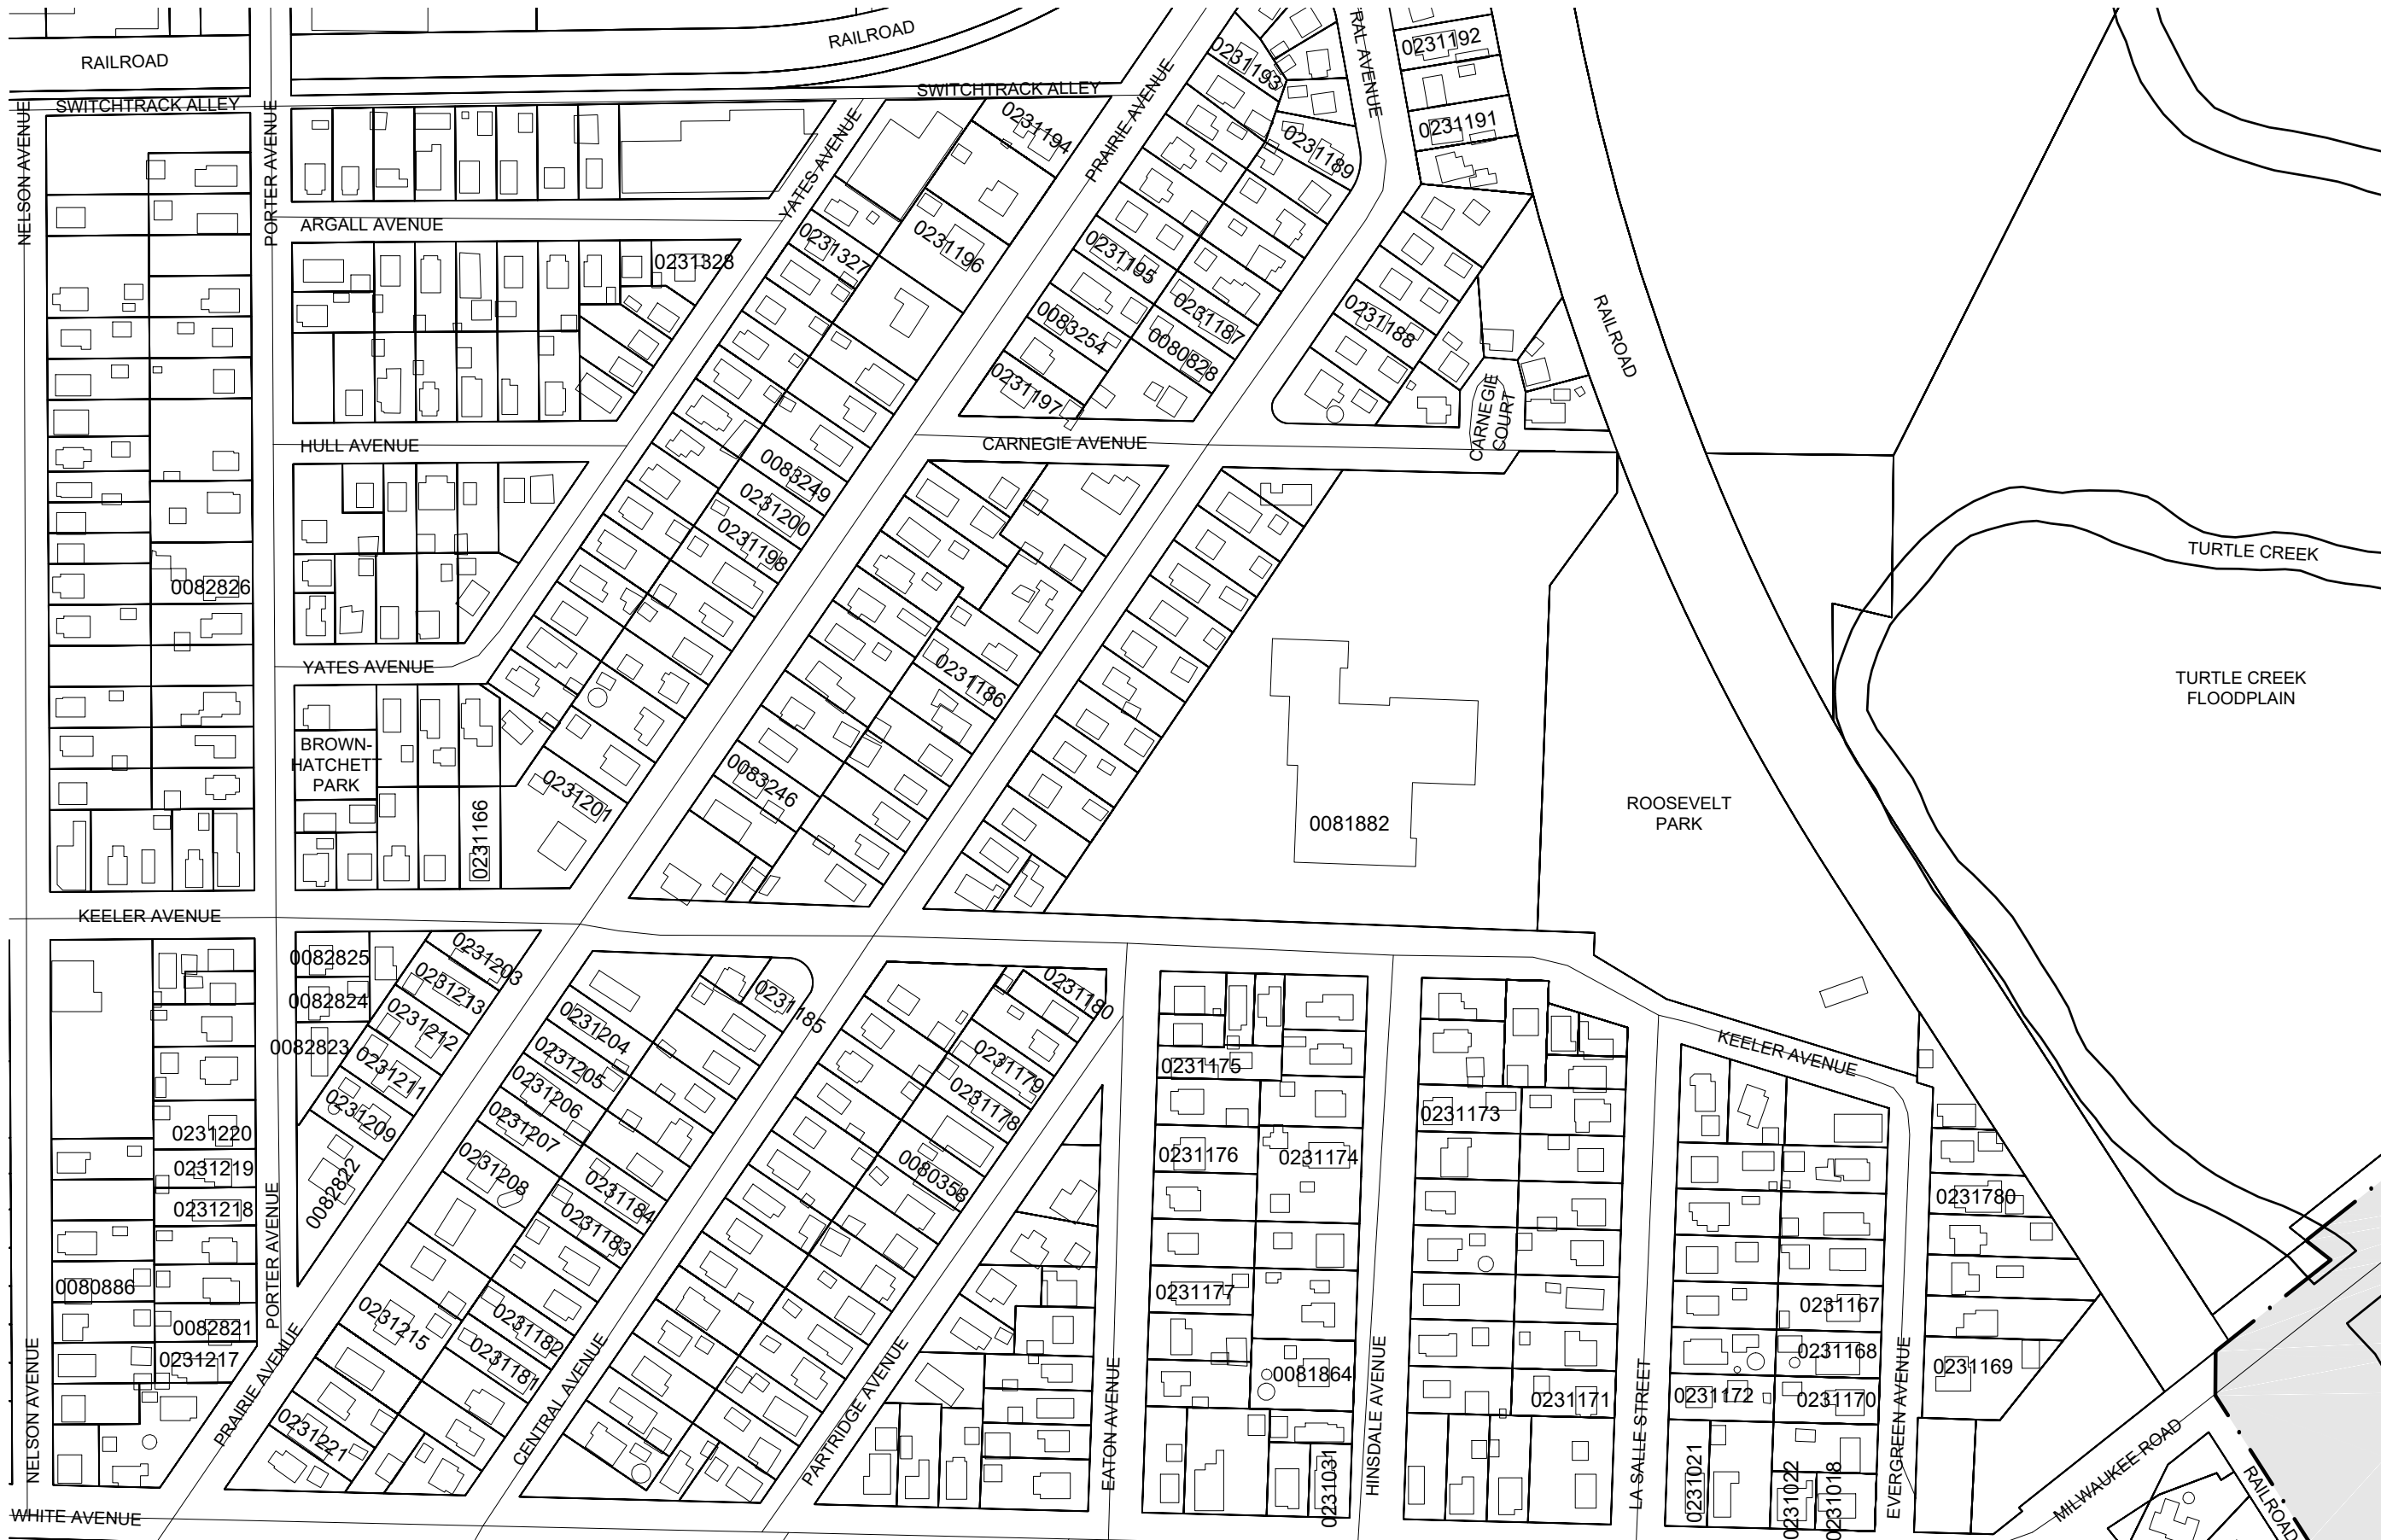 RAILROAD
RAILROAD
RAL AVENUE
0231192
0231193
SWITCHTRACK ALLEY
SWITCHTRACK ALLEY
NELSON AVENUE
PORTER AVENUE
YATES AVENUE
PRAIRIE AVENUE
0231194
0231191
0231189
ARGALL AVENUE
0231327
0231196
0231195
0231328
0231187
0083254
0231188
0080828
RAILROAD
0231197
CARNEGIE
COURT
HULL AVENUE
CARNEGIE AVENUE
0083249
0231200
0231198
TURTLE CREEK
0082826
YATES AVENUE
0231186
TURTLE CREEK
FLOODPLAIN
BROWN-
HATCHETT
PARK
0083246
0231201
0231166
0081882
ROOSEVELT
PARK
KEELER AVENUE
0082825
0231203
0231213
0082824
0231212
0082823
0231211
0231209
0082822
0231204
0231205
0231206
0231207
0231208
0231185
0231180
0231179
0231178
0231175
KEELER AVENUE
0231173
0231220
0231219
0231218
0231176
0231174
0080358
0231184
0231183
0231780
PORTER AVENUE
0080886
0082821
0231217
0231177
0231167
0231215
0231182
0231181
0231168
0231169
0081864
0231171
0231172
0231170
NELSON AVENUE
PRAIRIE AVENUE
0231221
CENTRAL AVENUE
PARTRIDGE AVENUE
EATON AVENUE
HINSDALE AVENUE
LA SALLE STREET
EVERGREEN AVENUE
0231031
0231021
0231022
0231018
MILWAUKEE ROAD
RAILROAD
WHITE AVENUE